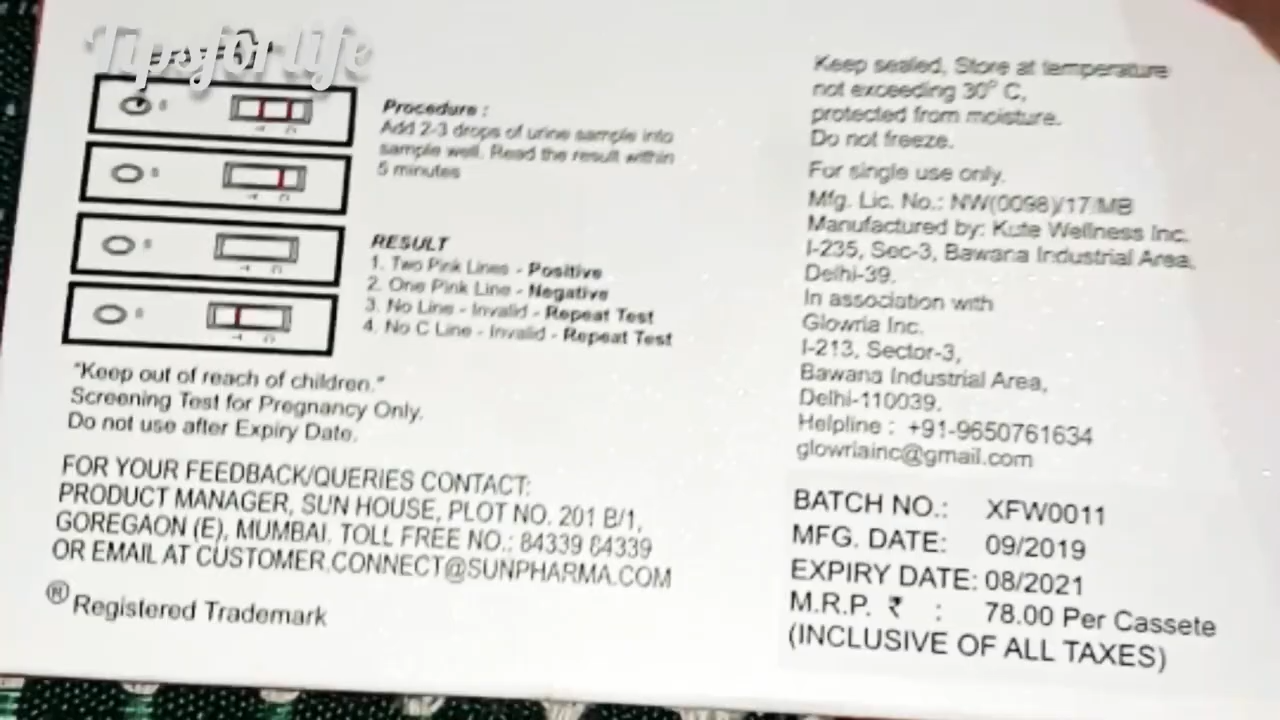 Tipsforlife
Procedure :
Add 2-3 drops of urine sample into
sample well. Read the result within
5 minutes
RESULT
1. Two Pink Lines - Positive
2. One Pink Line - Negative
3. No Line - Invalid - Repeat Test
4. No C Line - Invalid - Repeat Test
"Keep out of reach of children."
Screening Test for Pregnancy Only.
Do not use after Expiry Date.
FOR YOUR FEEDBACK/QUERIES CONTACT:
PRODUCT MANAGER, SUN HOUSE, PLOT NO. 201 B/1,
GOREGAON (E), MUMBAI. TOLL FREE NO.: 84339 84339
OR EMAIL AT CUSTOMER.CONNECT@SUNPHARMA.COM
® Registered Trademark
Keep sealed, Store at temperature
not exceeding 30° C,
protected from moisture.
Do not freeze.
For single use only.
Mfg. Lic. No.: NW(0098)/17/MB
Manufactured by: Kute Wellness Inc.
I-235, Sec-3, Bawana Industrial Area,
Delhi-39.
In association with
Glowria Inc.
I-213, Sector-3,
Bawana Industrial Area,
Delhi-110039.
Helpline : +91-9650761634
glowriainc@gmail.com
BATCH NO.: XFW0011
MFG. DATE: 09/2019
EXPIRY DATE: 08/2021
M.R.P. ₹ : 78.00 Per Cassete
(INCLUSIVE OF ALL TAXES)